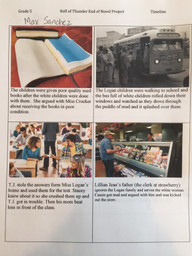 Grade 5
Roll of Thunder End of Novel Project
Timeline
Max Sanchez
The children were given poor quality used
books after the white children were done
with them. She argued with Miss Crocker
about receiving the books in poor
condition.
The Logan children were walking to school and
the bus full of white children rolled down their
windows and watched as they drove through
the puddle of mud and it splashed over them.
T.J. stole the answers form Miss Logan's
home and used them for the test. Stacey
knew about it so she crushed them up and
T.J. got in trouble. Then his mom beat
him in front of the class.
Lillian Jean's father (the clerk at strawberry)
ignores the Logan family and serves the white woman.
Cassie got mad and argued with him and was kicked
out the store.